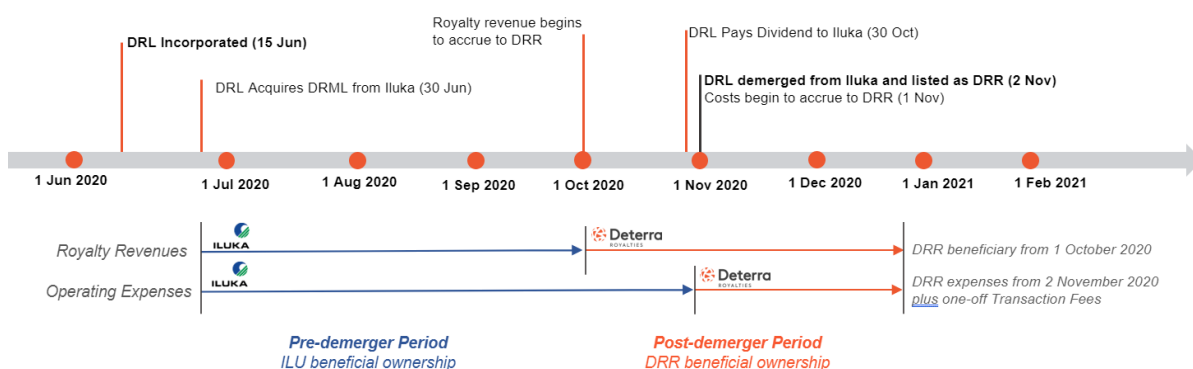 Royalty revenue begins
to accrue to DRR
DRL Incorporated (15 Jun)
DRL Pays Dividend to Iluka (30 Oct)
DRL Acquires DRML from Iluka (30 Jun)
DRL demerged from Iluka and listed as DRR (2 Nov)
Costs begin to accrue to DRR (1 Nov)
1 Jun 2020
1 Jul 2020
1 Aug 2020
1 Sep 2020
1 Oct 2020
1 Nov 2020
1 Dec 2020
1 Jan 2021
1 Feb 2021
Royalty Revenues
ILUKA
Deterra
ROYALTIES
DRR beneficiary from 1 October 2020
Operating Expenses
ILUKA
Deterra
ROYALTIES
DRR expenses from 2 November 2020
plus one-off Transaction Fees
Pre-demerger Period
ILU beneficial ownership
Post-demerger Period
DRR beneficial ownership